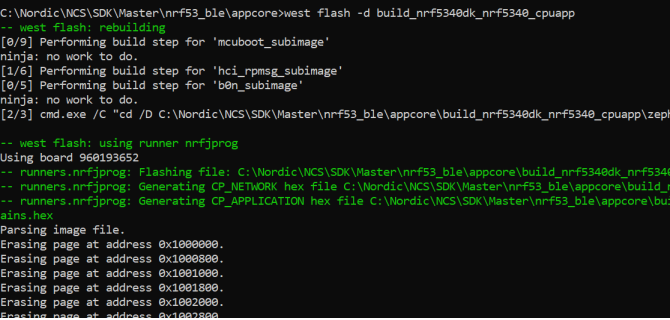 C:\Nordic\NCS\SDK\Master\nrf53_ble\appcore>west flash -d build_nrf5340dk_nrf5340_cpuapp
-- west flash: rebuilding
[0/9] Performing build step for 'mcuboot_subimage'
ninja: no work to do.
[1/6] Performing build step for 'hci_rpmsg_subimage'
[0/5] Performing build step for 'b0n_subimage'
ninja: no work to do.
[2/3] cmd.exe /C "cd /D C:\Nordic\NCS\SDK\Master\nrf53_ble\appcore\build_nrf5340dk_nrf5340_cpuapp\zeph
-- west flash: using runner nrfjprog
Using board 960193652
-- runners.nrfjprog: Flashing file: C:\Nordic\NCS\SDK\Master\nrf53_ble\appcore\build_nrf5340dk_nrf5340
-- runners.nrfjprog: Generating CP_NETWORK hex file C:\Nordic\NCS\SDK\Master\nrf53_ble\appcore\build_n
-- runners.nrfjprog: Generating CP_APPLICATION hex file C:\Nordic\NCS\SDK\Master\nrf53_ble\appcore\bui
ains.hex
Parsing image file.
Erasing page at address 0x1000000.
Erasing page at address 0x1000800.
Erasing page at address 0x1001000.
Erasing page at address 0x1001800.
Erasing page at address 0x1002000.
Erasing page at address 0x1002800.